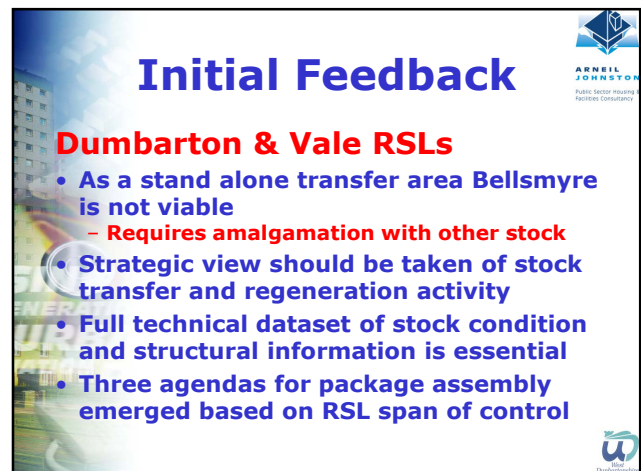 Initial Feedback
ARNEIL
JOHNSTON
Public Sector Housing &
Facilities Consultancy
Dumbarton & Vale RSLs
• As a stand alone transfer area Bellsmyre
is not viable
– Requires amalgamation with other stock
• Strategic view should be taken of stock
transfer and regeneration activity
• Full technical dataset of stock condition
and structural information is essential
• Three agendas for package assembly
emerged based on RSL span of control
West
Dunbartonshire